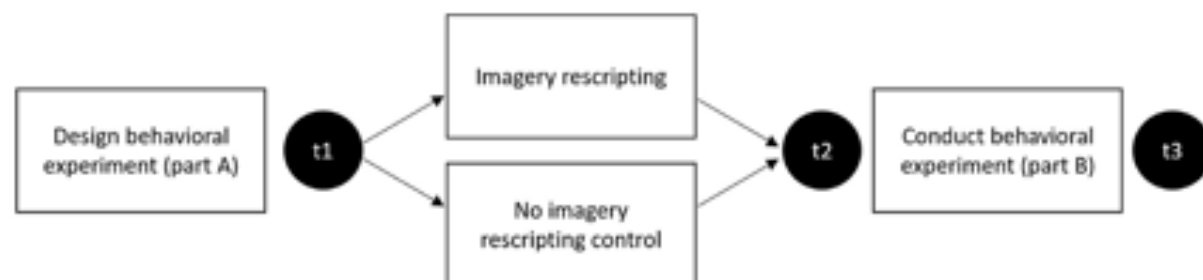 Design behavioral
experiment (part A)
t1
Imagery rescripting
No imagery
rescripting control
t2
Conduct behavioral
experiment (part B)
t3